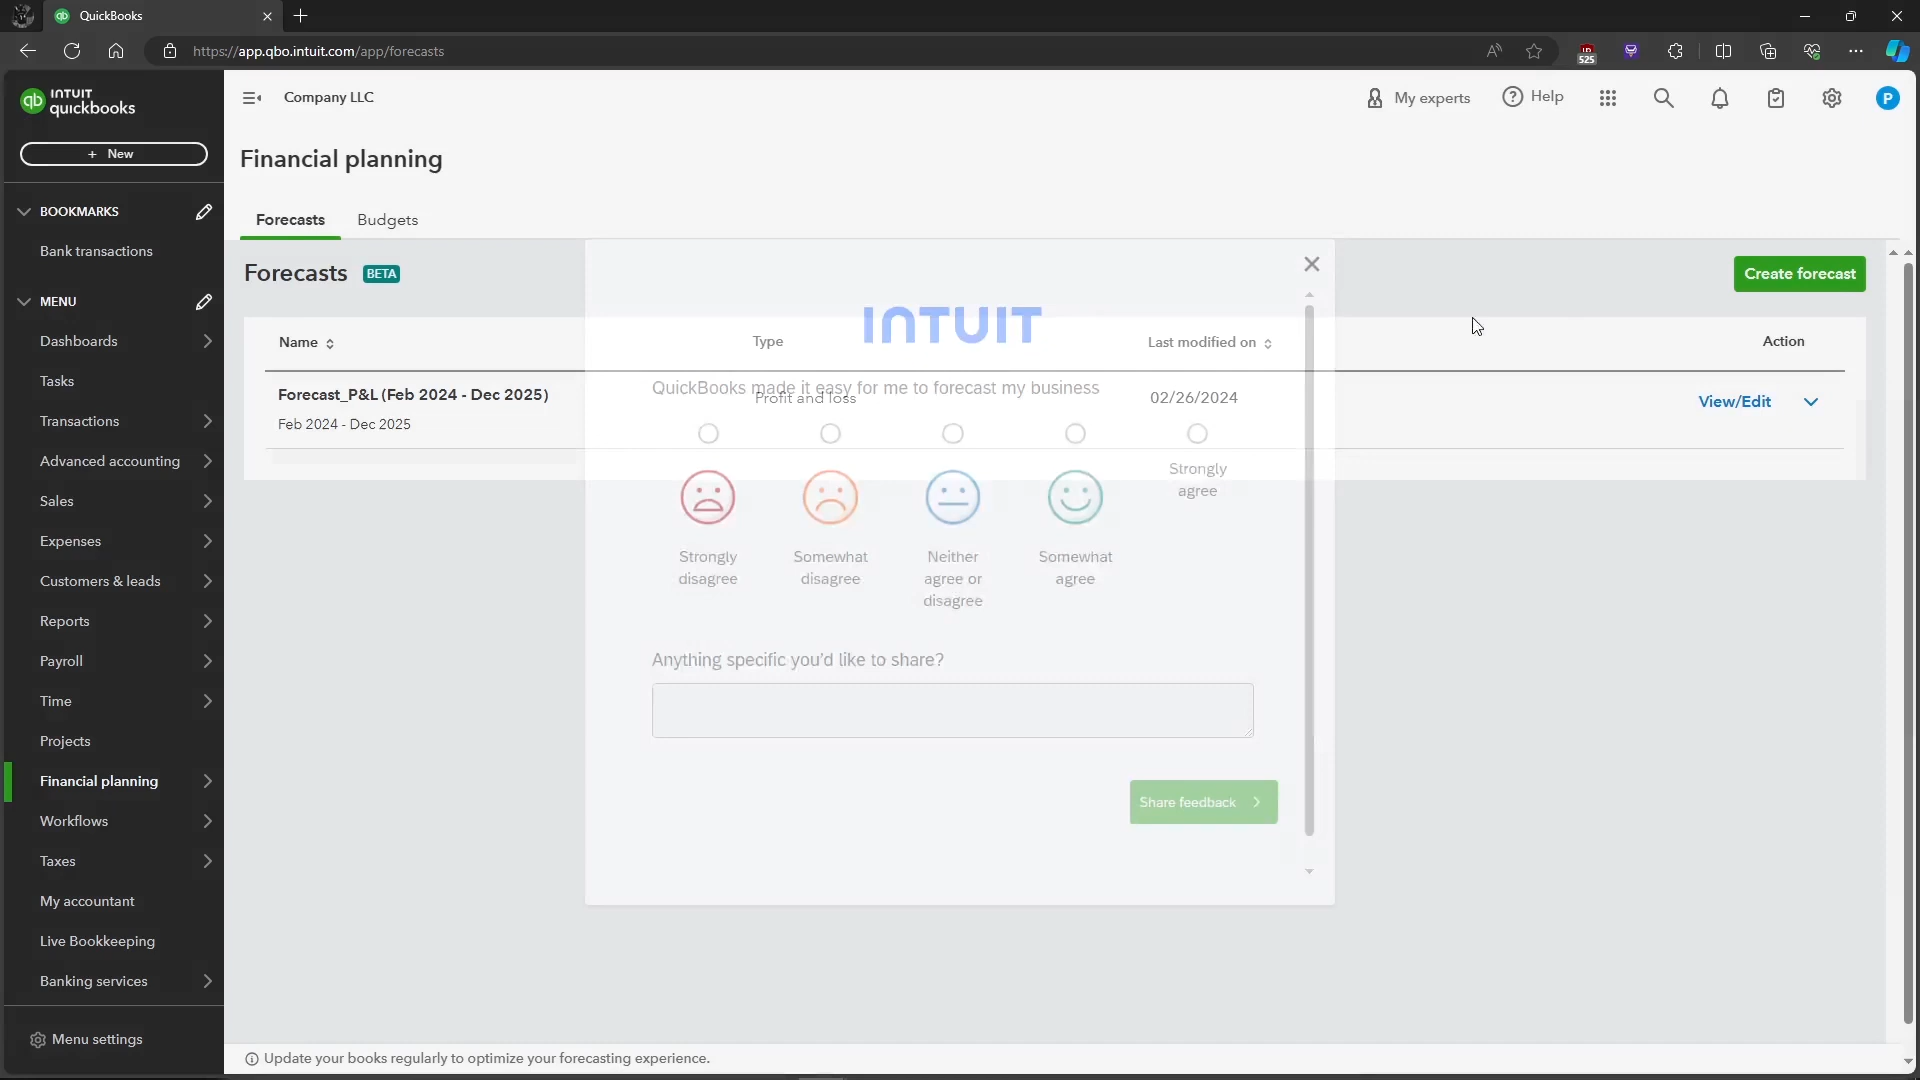 QuickBooks
https://app.qbo.intuit.com/app/forecasts
525
INTUIT
quickbooks
Company LLC
My experts
Help
P
+ New
Financial planning
BOOKMARKS
Bank transactions
MENU
Dashboards
Tasks
Transactions
Advanced accounting
Sales
Expenses
Customers & leads
Reports
Payroll
Time
Projects
Financial planning
Workflows
Taxes
My accountant
Live Bookkeeping
Banking services
Menu settings
Forecasts Budgets
Forecasts BETA
Create forecast
Name Type Last modified on Action
Forecast_P&L (Feb 2024 - Dec 2025) Profit and loss 02/26/2024 View/Edit
Feb 2024 - Dec 2025
INTUIT
QuickBooks made it easy for me to forecast my business
Strongly
disagree
Somewhat
disagree
Neither
agree or
disagree
Somewhat
agree
Strongly
agree
Anything specific you'd like to share?
Share feedback
Update your books regularly to optimize your forecasting experience.